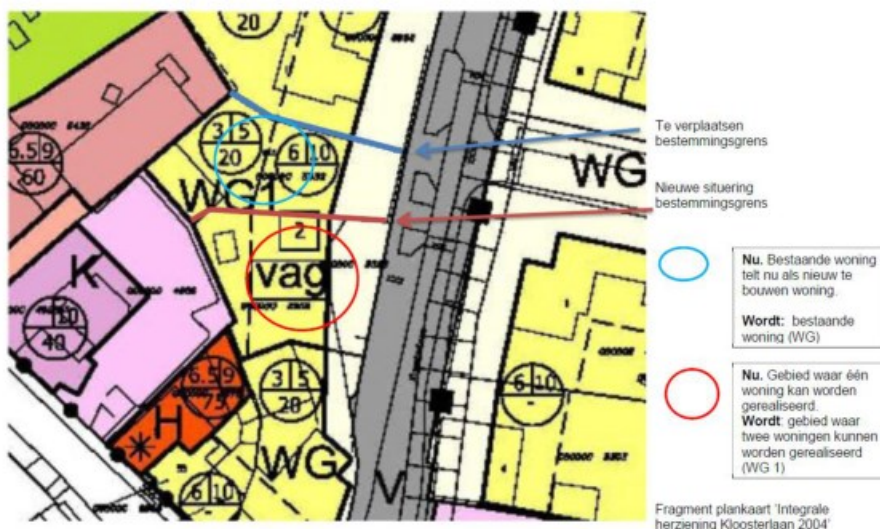 20
3 5
20
6 10
6.5 9
60
WG1
WG
2
vag
K
40
6.5 9
75
H
3 5
20
WG
6 10
V
6 10
-
Te verplaatsen
bestemmingsgrens
Nieuwe situering
bestemmingsgrens
Nu. Bestaande woning
telt nu als nieuw te
bouwen woning.
Wordt: bestaande
woning (WG)
Nu. Gebied waar één
woning kan worden
gerealiseerd.
Wordt: gebied waar
twee woningen kunnen
worden gerealiseerd
(WG 1)
Fragment plankaart 'Integrale
herziening Kloosterlaan 2004'